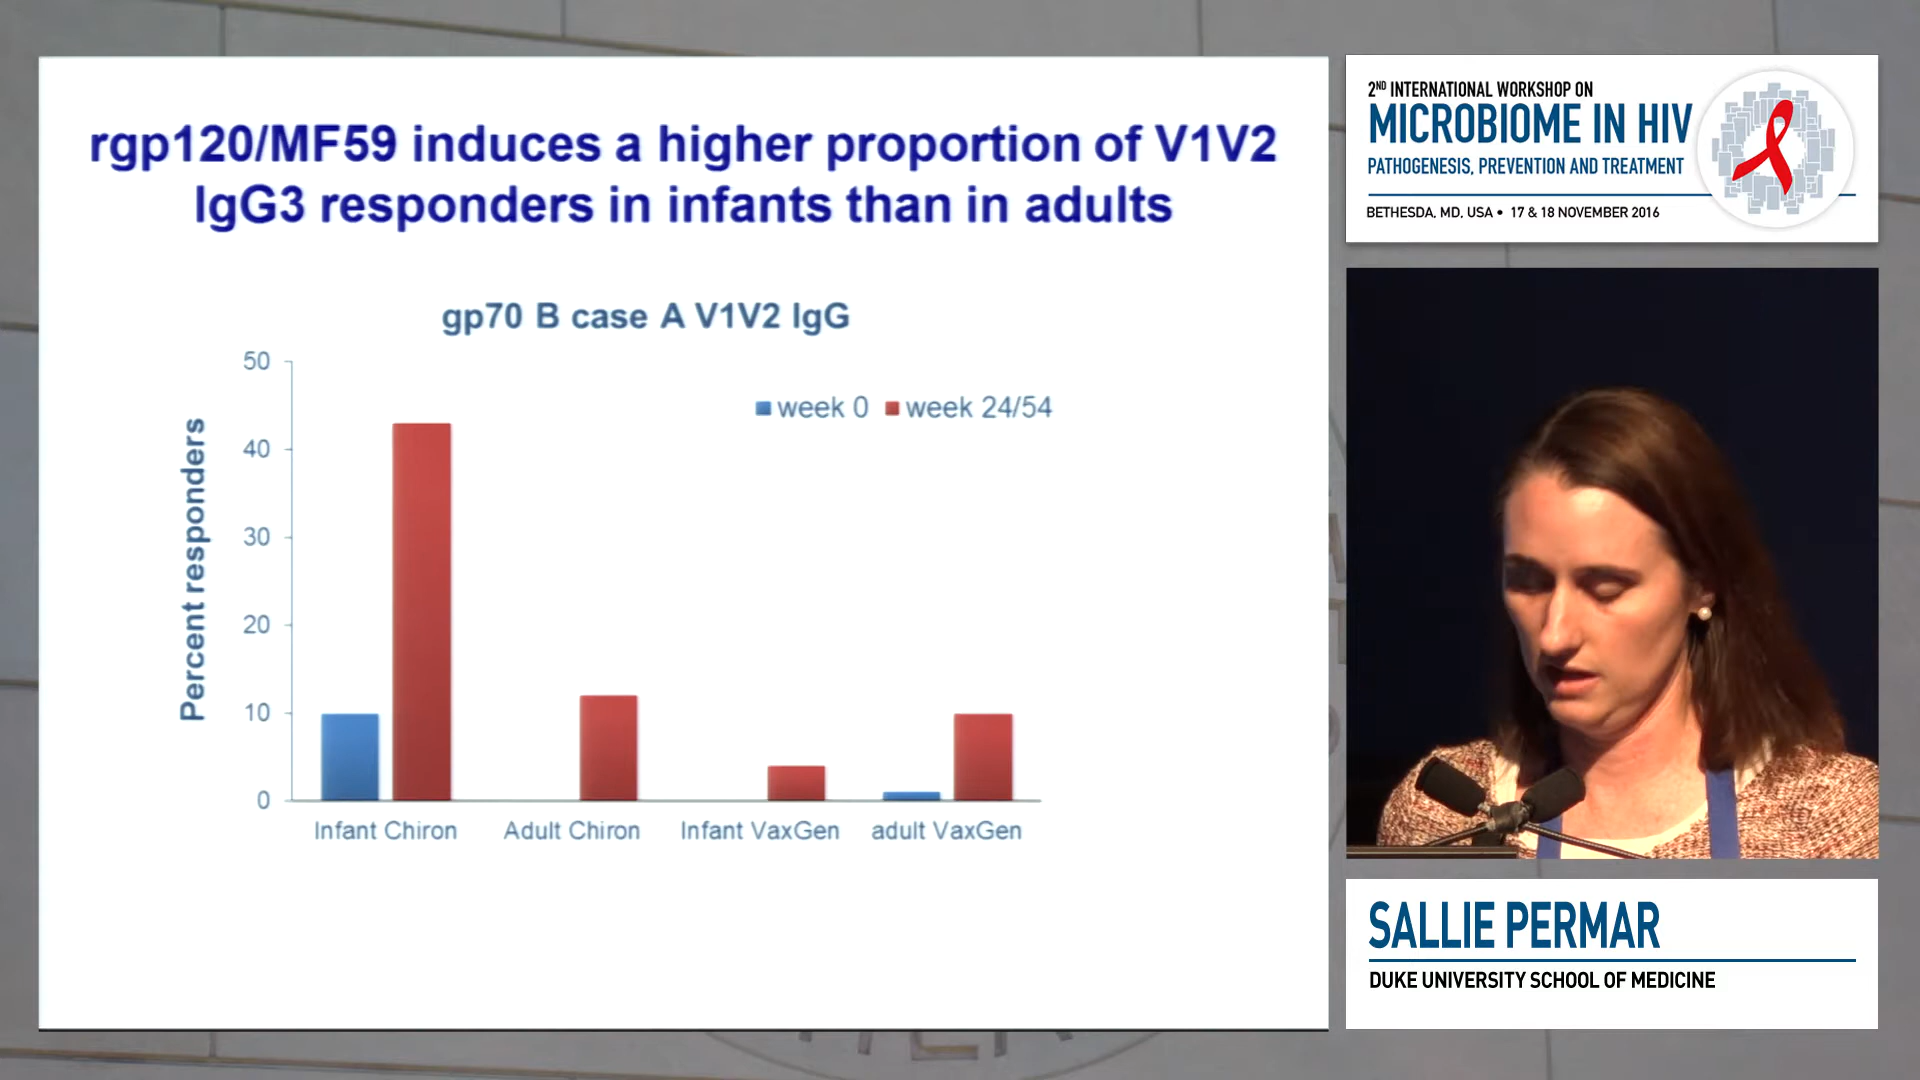 rgp120/MF59 induces a higher proportion of V1V2
IgG3 responders in infants than in adults
gp70 B case A V1V2 IgG
week 0 week 24/54
Percent responders
50
40
30
20
10
0
Infant Chiron Adult Chiron Infant VaxGen adult VaxGen
2ND INTERNATIONAL WORKSHOP ON
MICROBIOME IN HIV
PATHOGENESIS, PREVENTION AND TREATMENT
BETHESDA, MD, USA • 17 & 18 NOVEMBER 2016
SALLIE PERMAR
DUKE UNIVERSITY SCHOOL OF MEDICINE